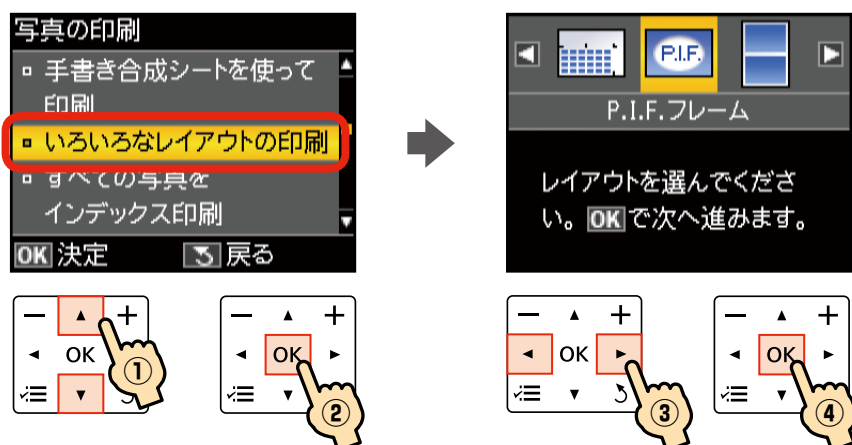 写真の印刷
手書き合成シートを使って
印刷
いろいろなレイアウトの印刷
すべての写真を
インデックス印刷
OK 決定 戻る
P.I.F.
P.I.F.フレーム
レイアウトを選んでくださ
い。OKで次へ進みます。
OK
①
OK
②
OK
③
OK
④